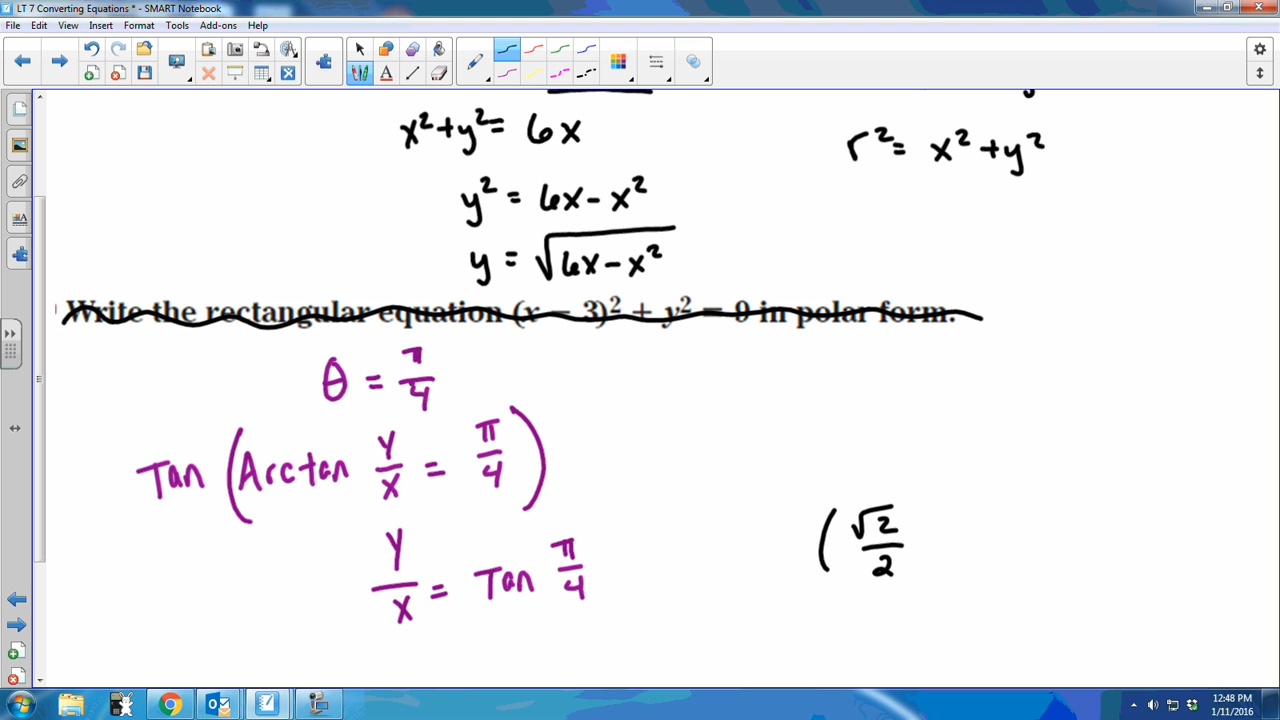 LT 7 Converting Equations * - SMART Notebook
File Edit View Insert Format Tools Add-ons Help
x²+y²= 6x
r²= x²+y²
y² = 6x-x²
y = √6x-x²
Write the rectangular equation (x – 3)² + y² = 9 in polar form.
θ = π/4
Tan (Arctan y/x = π/4)
y/x = Tan π/4
(√2/2
12:48 PM
1/11/2016